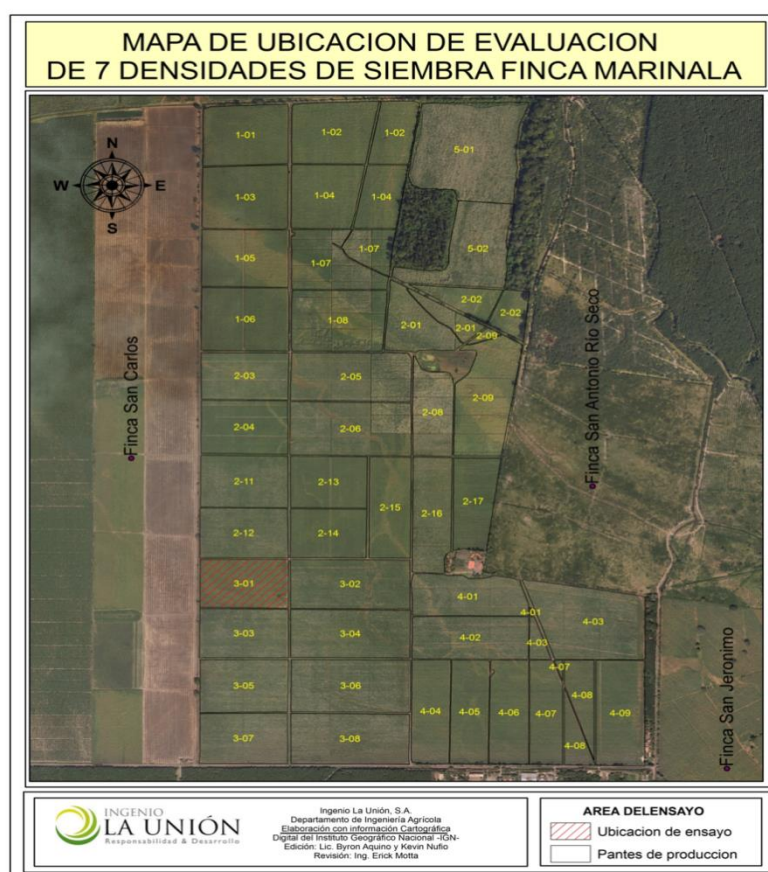 MAPA DE UBICACION DE EVALUACION
DE 7 DENSIDADES DE SIEMBRA FINCA MARINALA
N
W
E
S
1-01
1-02
1-02
5-01
1-03
1-04
1-04
1-05
1-07
1-07
5-02
1-06
1-08
2-01
2-02
2-01
2-02
2-09
2-03
2-05
2-08
2-09
2-04
2-06
2-11
2-13
2-15
2-16
2-17
2-12
2-14
3-01
3-02
4-01
4-01
4-03
3-03
3-04
4-02
4-03
4-07
3-05
3-06
4-04
4-05
4-06
4-07
4-08
4-09
3-07
3-08
4-08
Finca San Carlos
Finca San Antonio Rio Seco
Finca San Jeronimo
INGENIO
LA UNIÓN
Responsabilidad & Desarrollo
Ingenio La Unión, S.A.
Departamento de Ingeniería Agrícola
Elaboración con información Cartográfica
Digital del Instituto Geográfico Nacional -IGN-
Edición: Lic. Byron Aquino y Kevin Nufio
Revisión: Ing. Erick Motta
AREA DELENSAYO
Ubicacion de ensayo
Pantes de produccion